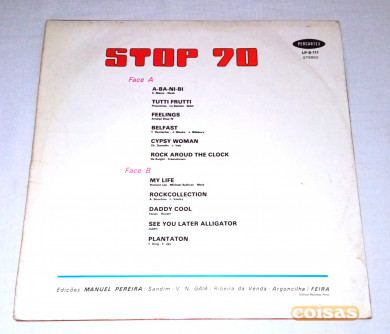 STOP 70
PERGARTEX
LP-S-111
STEREO
Face A
A-BA-NI-BI
TUTTI FRUTTI
FEELINGS
BELFAST
CYPSY WOMAN
ROCK AROUD THE CLOCK
Face B
MY LIFE
ROCKCOLLECTION
DADDY COOL
SEE YOU LATER ALLIGATOR
PLANTATON
Edições MANUEL PEREIRA - Sandim - V. N. GAIA - Ribeira da Venda - Argoncilhe / FEIRA
coisas